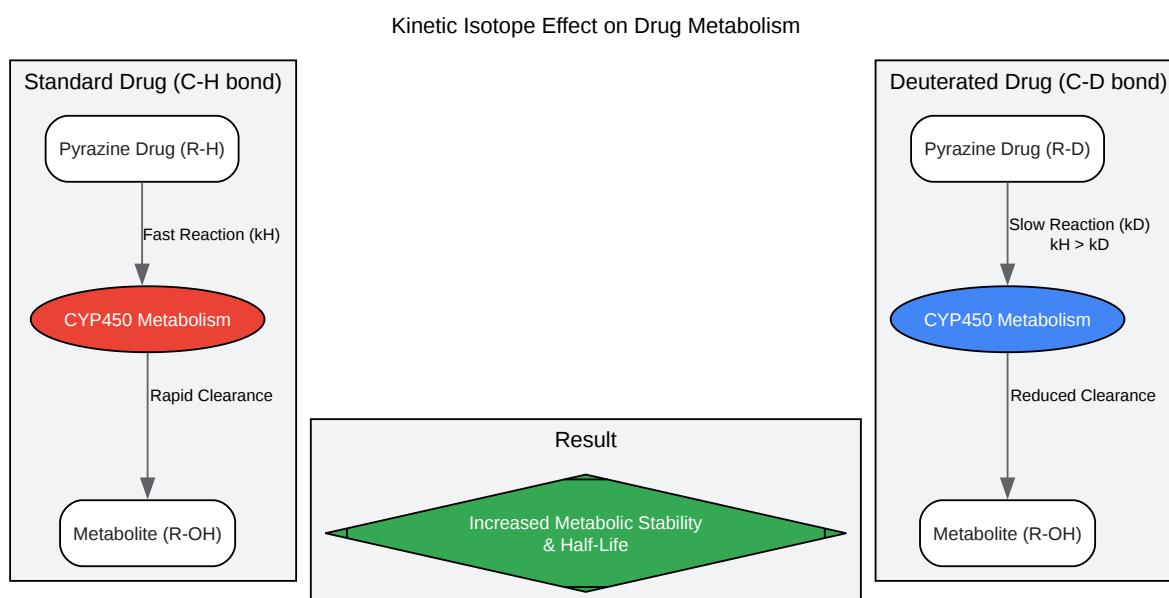 Kinetic Isotope Effect on Drug Metabolism
Standard Drug (C-H bond)
Pyrazine Drug (R-H)
Fast Reaction (kH)
CYP450 Metabolism
Rapid Clearance
Metabolite (R-OH)
Result
Increased Metabolic Stability
& Half-Life
Deuterated Drug (C-D bond)
Pyrazine Drug (R-D)
Slow Reaction (kD)
kH > kD
CYP450 Metabolism
Reduced Clearance
Metabolite (R-OH)